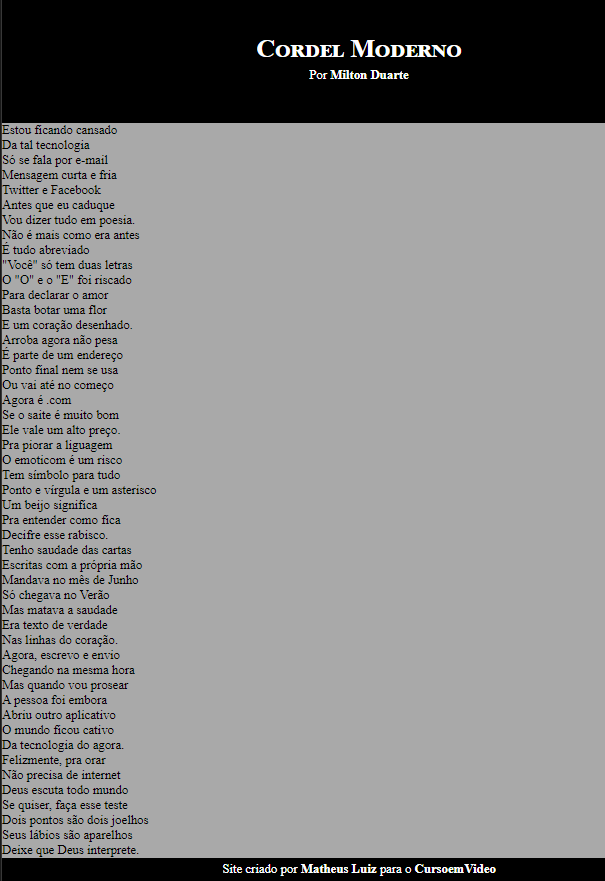 Cordel Moderno
Por Milton Duarte
Estou ficando cansado
Da tal tecnologia
Só se fala por e-mail
Mensagem curta e fria
Twitter e Facebook
Antes que eu caduque
Vou dizer tudo em poesia.
Não é mais como era antes
É tudo abreviado
"Você" só tem duas letras
O "O" e o "E" foi riscado
Para declarar o amor
Basta botar uma flor
E um coração desenhado.
Arroba agora não pesa
É parte de um endereço
Ponto final nem se usa
Ou vai até no começo
Agora é .com
Se o saite é muito bom
Ele vale um alto preço.
Pra piorar a liguagem
O emoticom é um risco
Tem símbolo para tudo
Ponto e vírgula e um asterisco
Um beijo significa
Pra entender como fica
Decifre esse rabisco.
Tenho saudade das cartas
Escritas com a própria mão
Mandava no mês de Junho
Só chegava no Verão
Mas matava a saudade
Era texto de verdade
Nas linhas do coração.
Agora, escrevo e envio
Chegando na mesma hora
Mas quando vou prosear
A pessoa foi embora
Abriu outro aplicativo
O mundo ficou cativo
Da tecnologia do agora.
Felizmente, pra orar
Não precisa de internet
Deus escuta todo mundo
Se quiser, faça esse teste
Dois pontos são dois joelhos
Seus lábios são aparelhos
Deixe que Deus interprete.
Site criado por Matheus Luiz para o CursoemVideo